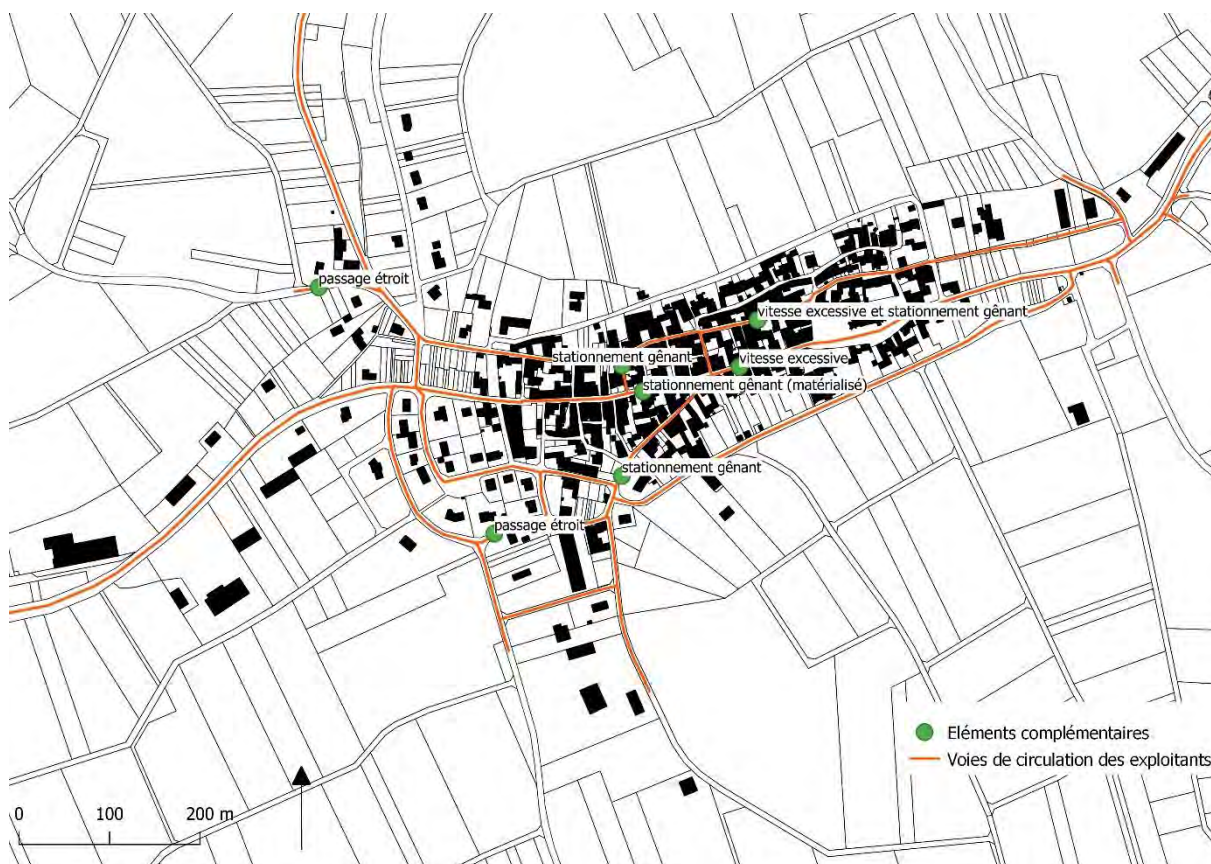 passage étroit
vitesse excessive et stationnement gênant
stationnement gênant
vitesse excessive
stationnement gênant (matérialisé)
stationnement gênant
passage étroit
Eléments complémentaires
Voies de circulation des exploitants
0 100 200 m